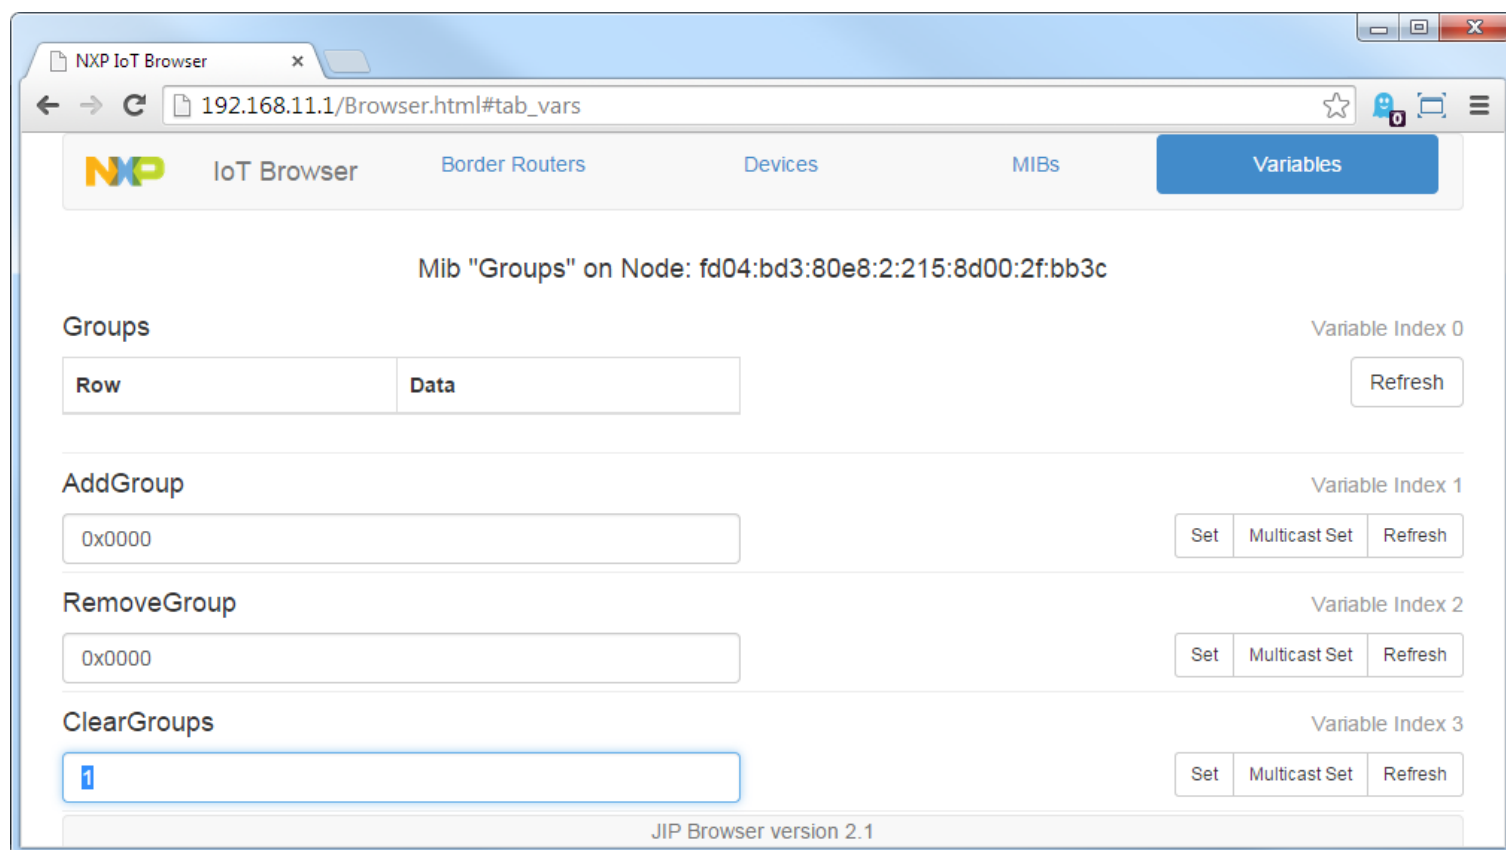 NXP IoT Browser
192.168.11.1/Browser.html#tab_vars
0
NXP IoT Browser Border Routers Devices MIBs Variables
Mib "Groups" on Node: fd04:bd3:80e8:2:215:8d00:2f:bb3c
Groups Variable Index 0
Row Data Refresh
AddGroup Variable Index 1
0x0000 Set Multicast Set Refresh
RemoveGroup Variable Index 2
0x0000 Set Multicast Set Refresh
ClearGroups Variable Index 3
1 Set Multicast Set Refresh
JIP Browser version 2.1